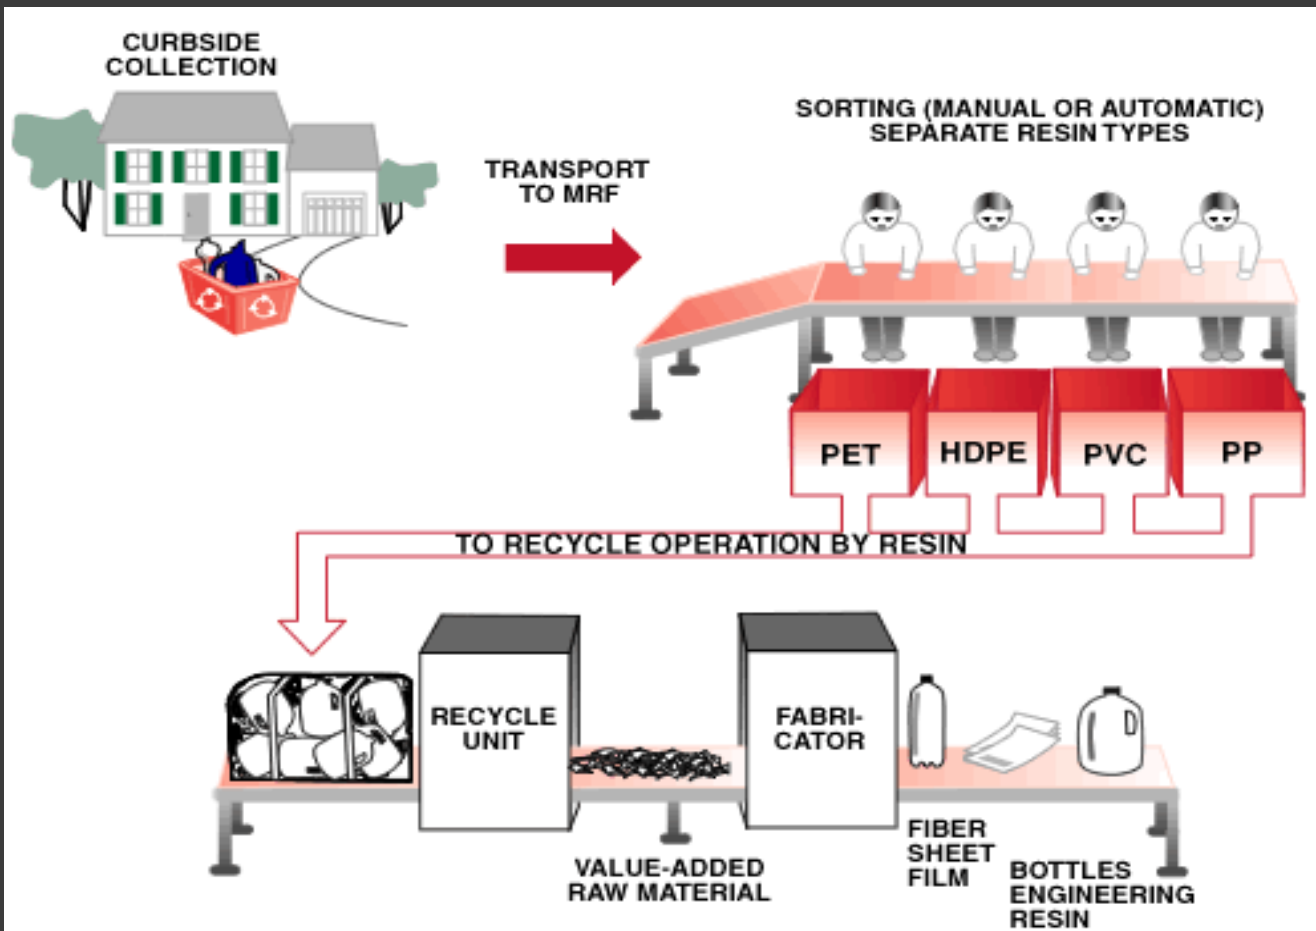 CURBSIDE
COLLECTION
TRANSPORT
TO MRF
SORTING (MANUAL OR AUTOMATIC)
SEPARATE RESIN TYPES
PET
HDPE
PVC
PP
TO RECYCLE OPERATION BY RESIN
RECYCLE
UNIT
VALUE-ADDED
RAW MATERIAL
FABRI-
CATOR
FIBER
SHEET
FILM
BOTTLES
ENGINEERING
RESIN